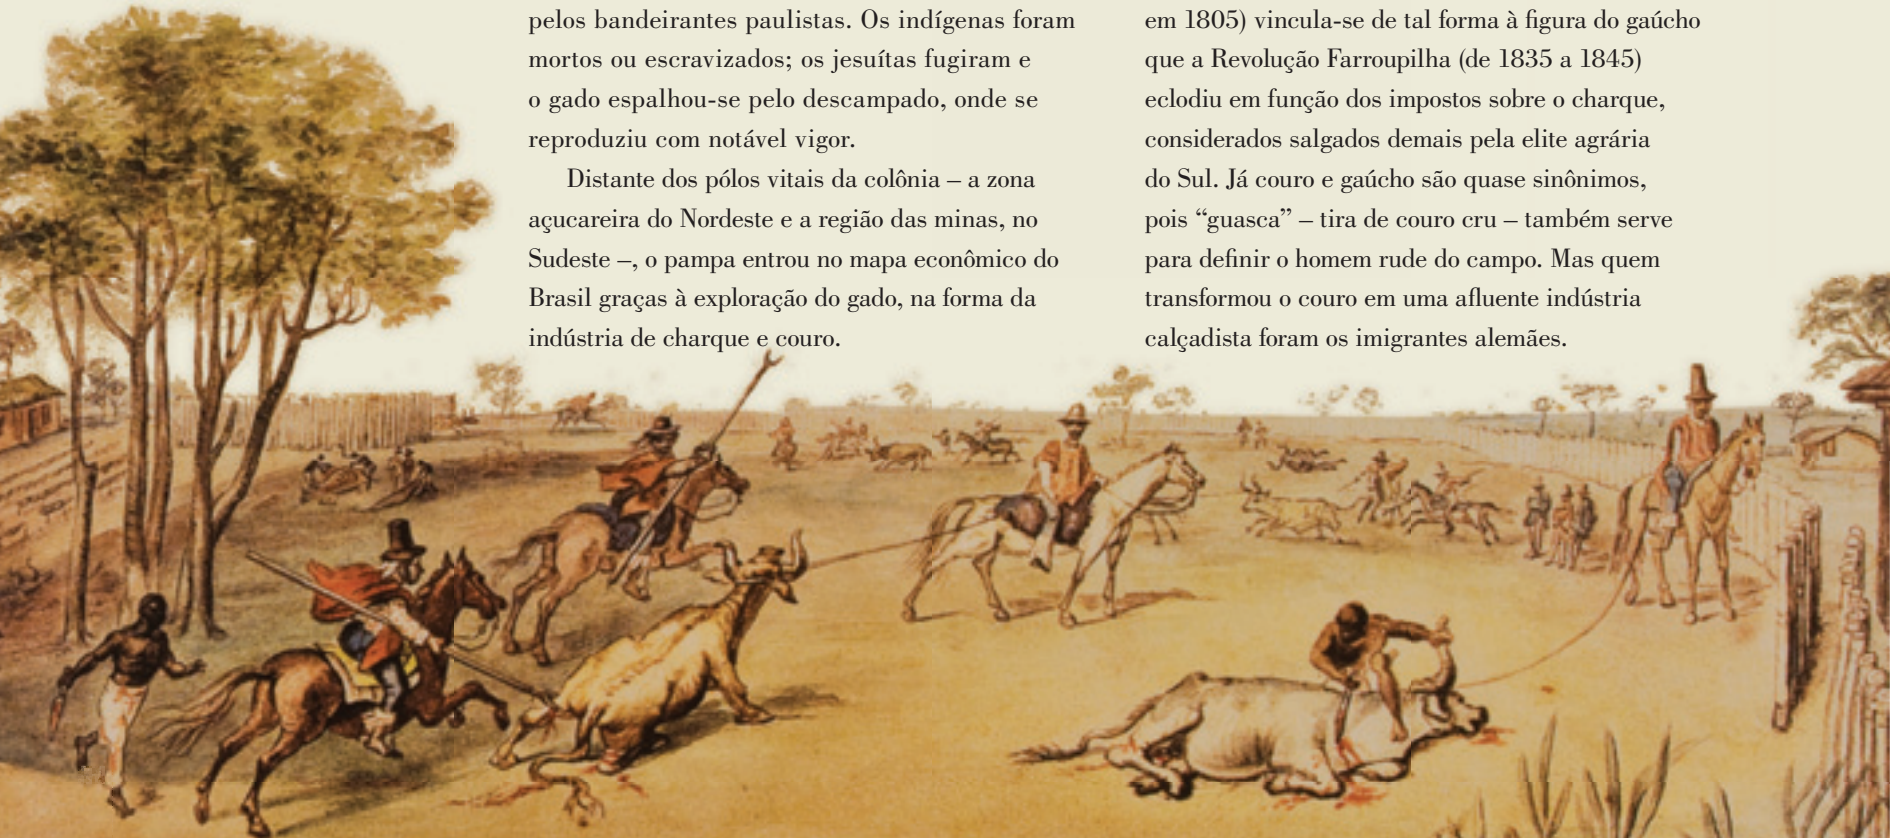 pelos bandeirantes paulistas. Os indígenas foram
mortos ou escravizados; os jesuítas fugiram e
o gado espalhou-se pelo descampado, onde se
reproduziu com notável vigor.
Distante dos pólos vitais da colônia – a zona
açucareira do Nordeste e a região das minas, no
Sudeste –, o pampa entrou no mapa econômico do
Brasil graças à exploração do gado, na forma da
indústria de charque e couro.
em 1805) vincula-se de tal forma à figura do gaúcho
que a Revolução Farroupilha (de 1835 a 1845)
eclodiu em função dos impostos sobre o charque,
considerados salgados demais pela elite agrária
do Sul. Já couro e gaúcho são quase sinônimos,
pois “guasca” – tira de couro cru – também serve
para definir o homem rude do campo. Mas quem
transformou o couro em uma afluente indústria
calçadista foram os imigrantes alemães.